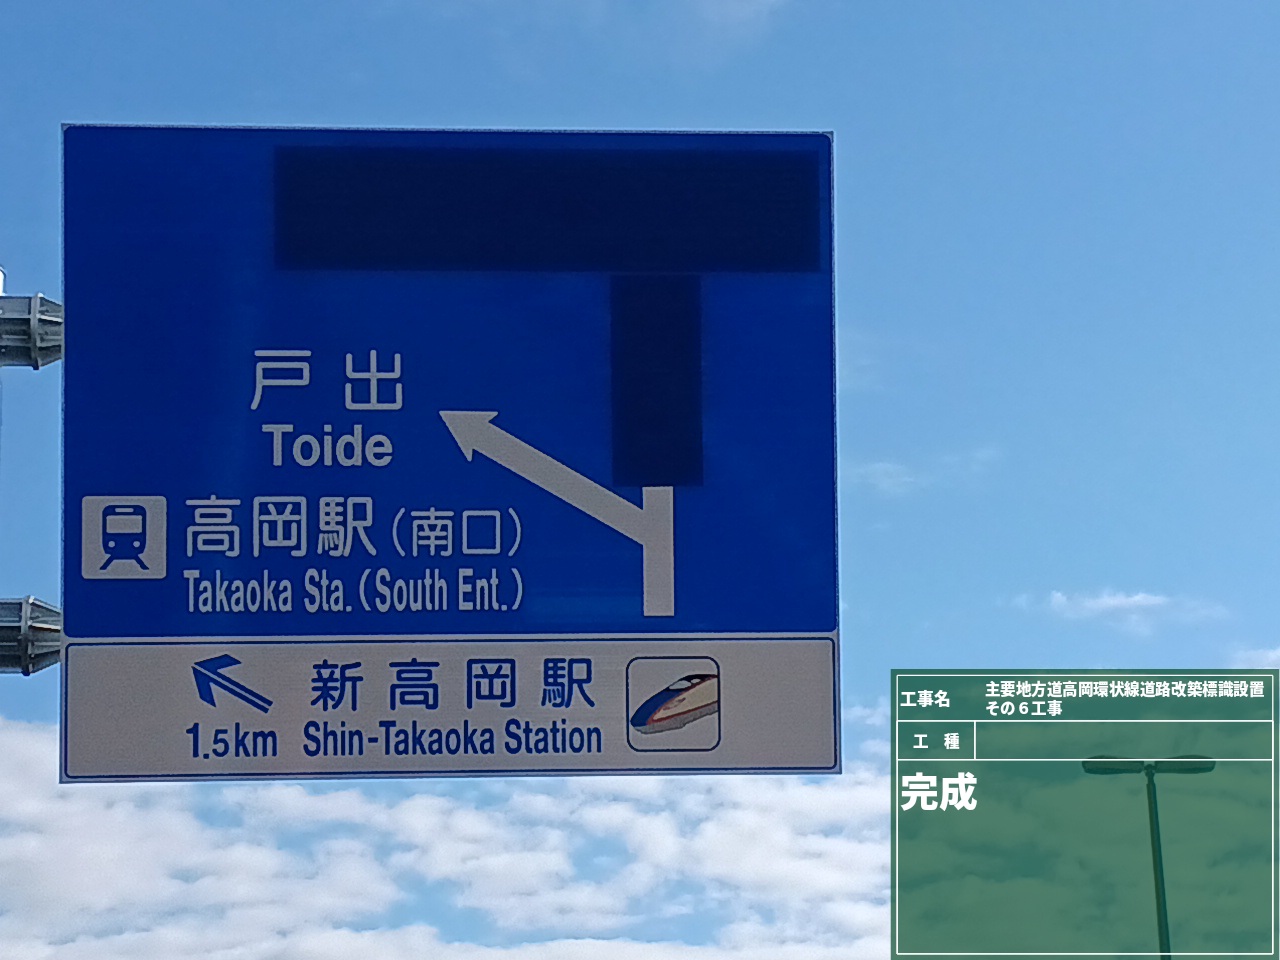 戸出
Toide
高岡駅(南口)
Takaoka Sta.(South Ent.)
新高岡駅
1.5km Shin-Takaoka Station
工事名 主要地方道高岡環状線道路改築標識設置
その6工事
工種
完成